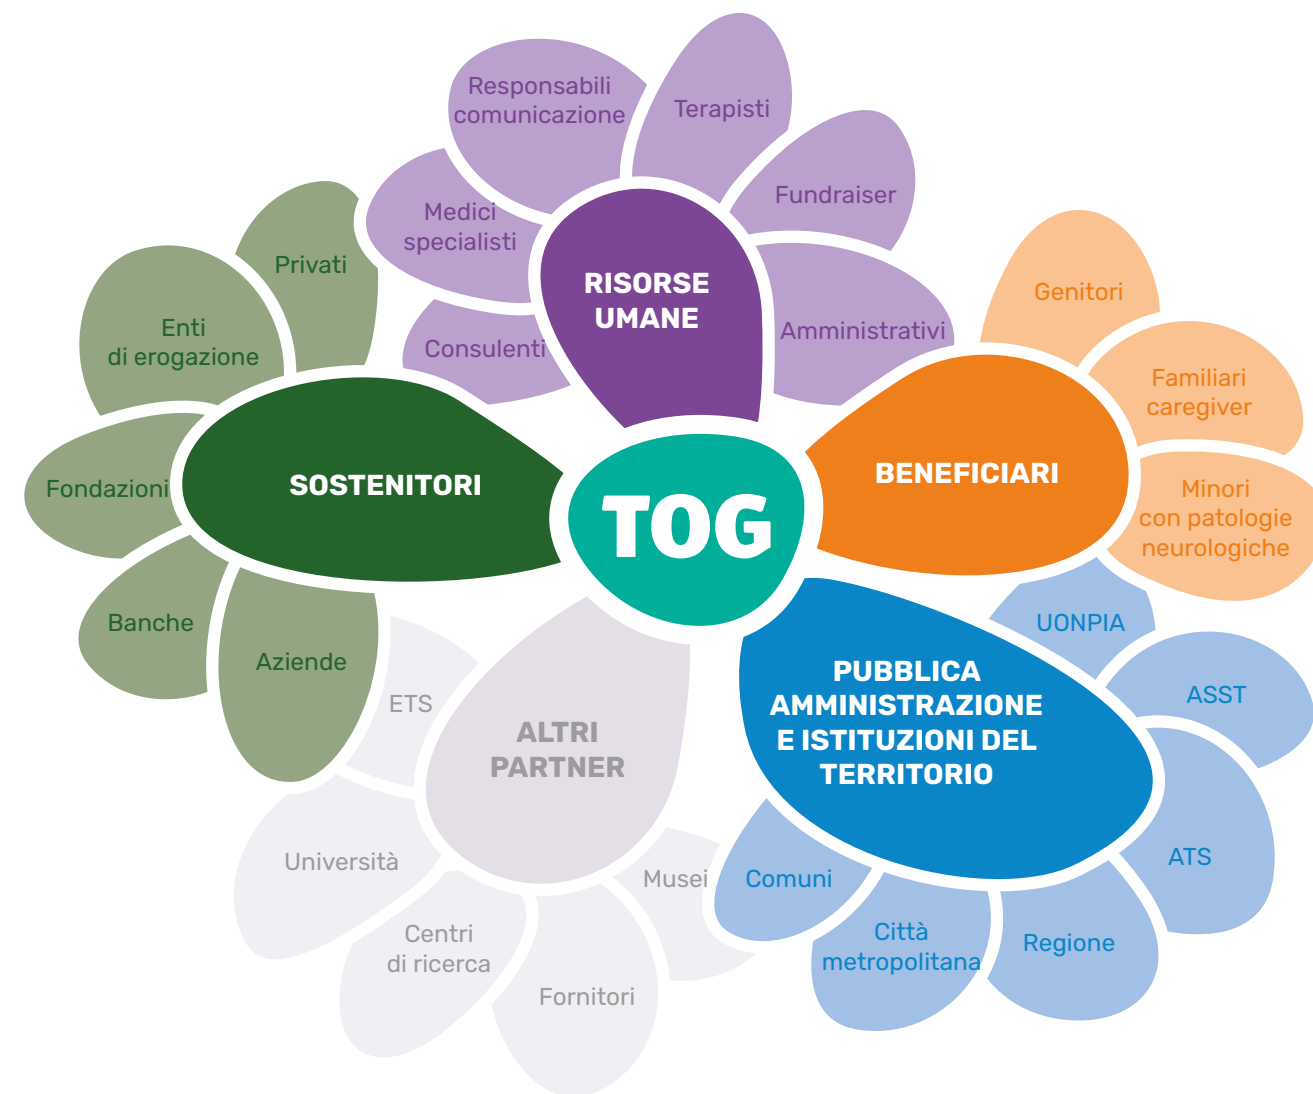 Responsabili
comunicazione
Terapisti
Fundraiser
Medici
specialisti
Consulenti
Amministrativi
RISORSE
UMANE
Privati
Enti
di erogazione
Fondazioni
Banche
Aziende
SOSTENITORI
TOG
BENEFICIARI
Genitori
Familiari
caregiver
Minori
con patologie
neurologiche
UONPIA
ASST
ATS
Regione
Città
metropolitana
Comuni
PUBBLICA
AMMINISTRAZIONE
E ISTITUZIONI DEL
TERRITORIO
ALTRI
PARTNER
ETS
Università
Centri
di ricerca
Fornitori
Musei